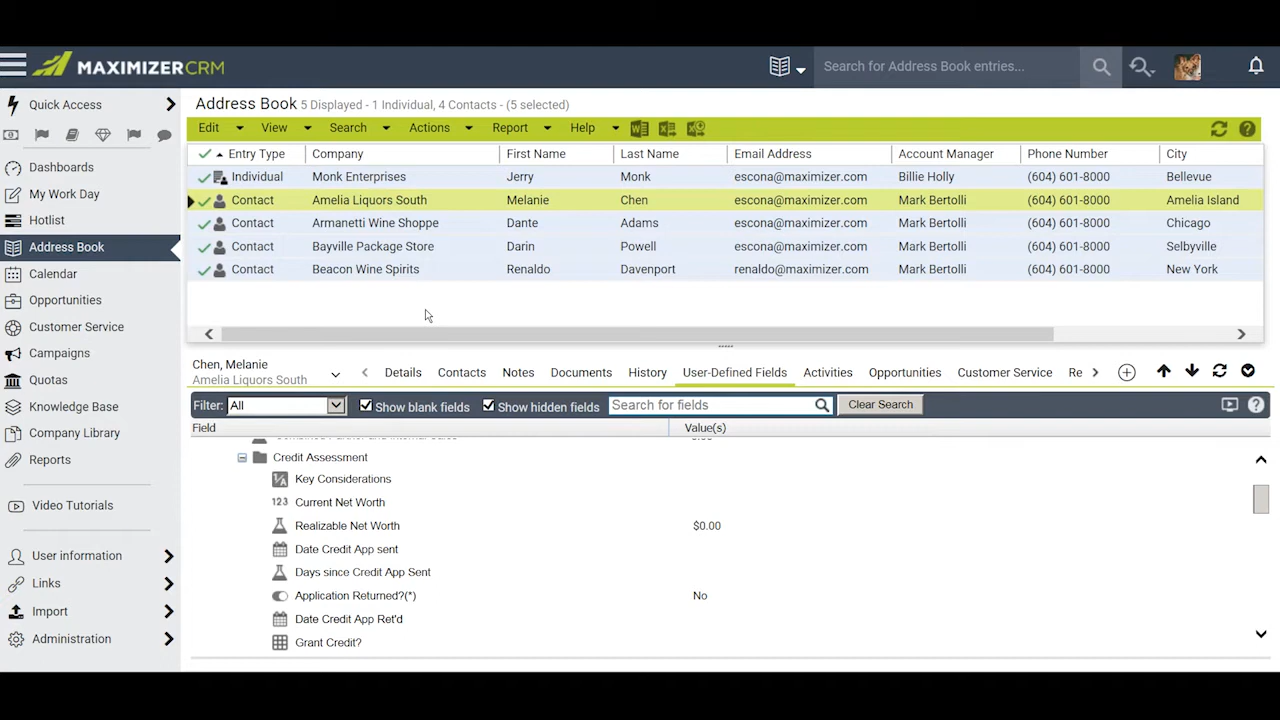 MAXIMIZERCRM
Search for Address Book entries...
Quick Access
Dashboards
My Work Day
Hotlist
Address Book
Calendar
Opportunities
Customer Service
Campaigns
Quotas
Knowledge Base
Company Library
Reports
Video Tutorials
User information
Links
Import
Administration
Address Book 5 Displayed - 1 Individual, 4 Contacts - (5 selected)
Edit View Search Actions Report Help
Entry Type Company First Name Last Name Email Address Account Manager Phone Number City
Individual Monk Enterprises Jerry Monk escona@maximizer.com Billie Holly (604) 601-8000 Bellevue
Contact Amelia Liquors South Melanie Chen escona@maximizer.com Mark Bertolli (604) 601-8000 Amelia Island
Contact Armanetti Wine Shoppe Dante Adams escona@maximizer.com Mark Bertolli (604) 601-8000 Chicago
Contact Bayville Package Store Darin Powell escona@maximizer.com Mark Bertolli (604) 601-8000 Selbyville
Contact Beacon Wine Spirits Renaldo Davenport renaldo@maximizer.com Mark Bertolli (604) 601-8000 New York
Chen, Melanie
Amelia Liquors South
Details Contacts Notes Documents History User-Defined Fields Activities Opportunities Customer Service Re
Filter: All Show blank fields Show hidden fields Search for fields Clear Search
Field Value(s)
Credit Assessment
Key Considerations
123 Current Net Worth
Realizable Net Worth $0.00
Date Credit App sent
Days since Credit App Sent
Application Returned?(*) No
Date Credit App Ret'd
Grant Credit?